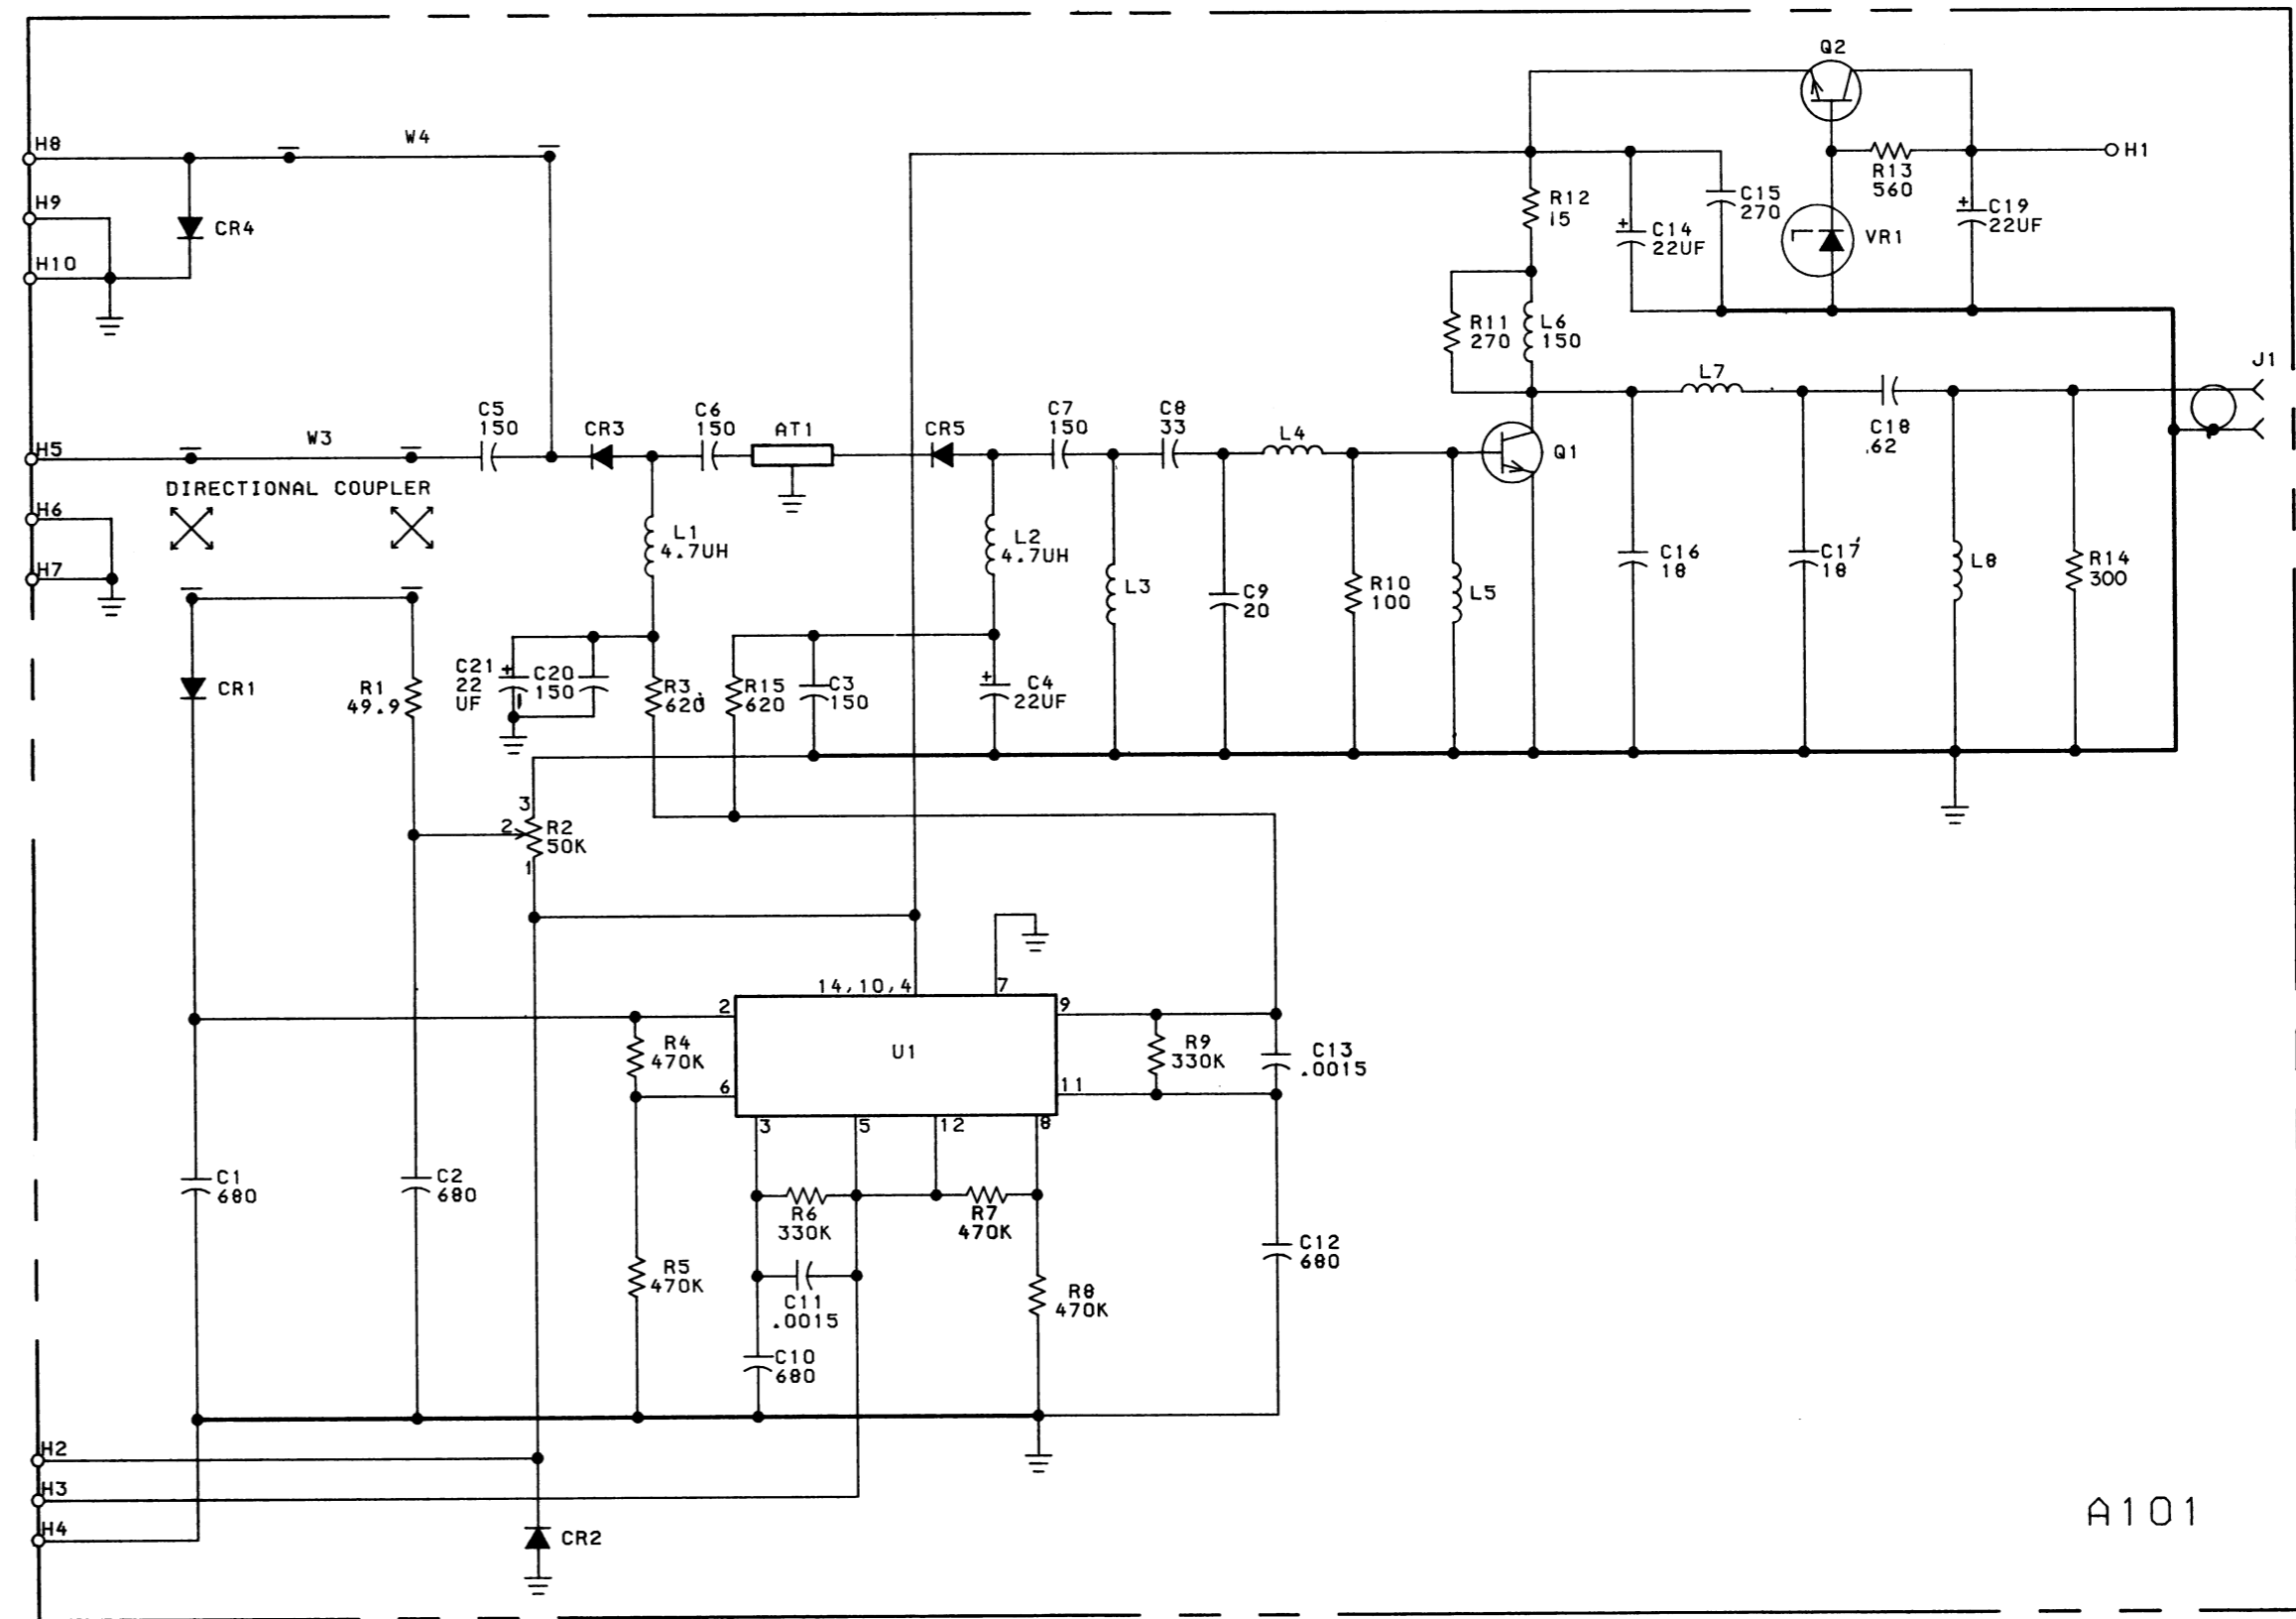 Q2
H8
W4
H1
R13
560
H9
CR4
R12
15
C15
270
C14
22UF
VR1
C19
22UF
H10
R11
270
L6
150
J1
L7
C5
150
CR3
C6
150
AT1
CR5
C7
150
C8
33
L4
Q1
C18
.62
H5
W3
DIRECTIONAL COUPLER
H6
H7
L1
4.7UH
L2
4.7UH
L3
C9
20
R10
100
L5
C16
18
C17
18
L8
R14
300
CR1
R1
49.9
C21
22
UF
C20
150
R3
620
R15
620
C3
150
C4
22UF
3
2
R2
50K
1
14,10,4
7
2
9
R4
470K
U1
R9
330K
C13
.0015
6
11
3
5
12
8
C1
680
C2
680
R6
330K
R7
470K
C12
680
R5
470K
C11
.0015
R8
470K
C10
680
H2
H3
H4
CR2
A101